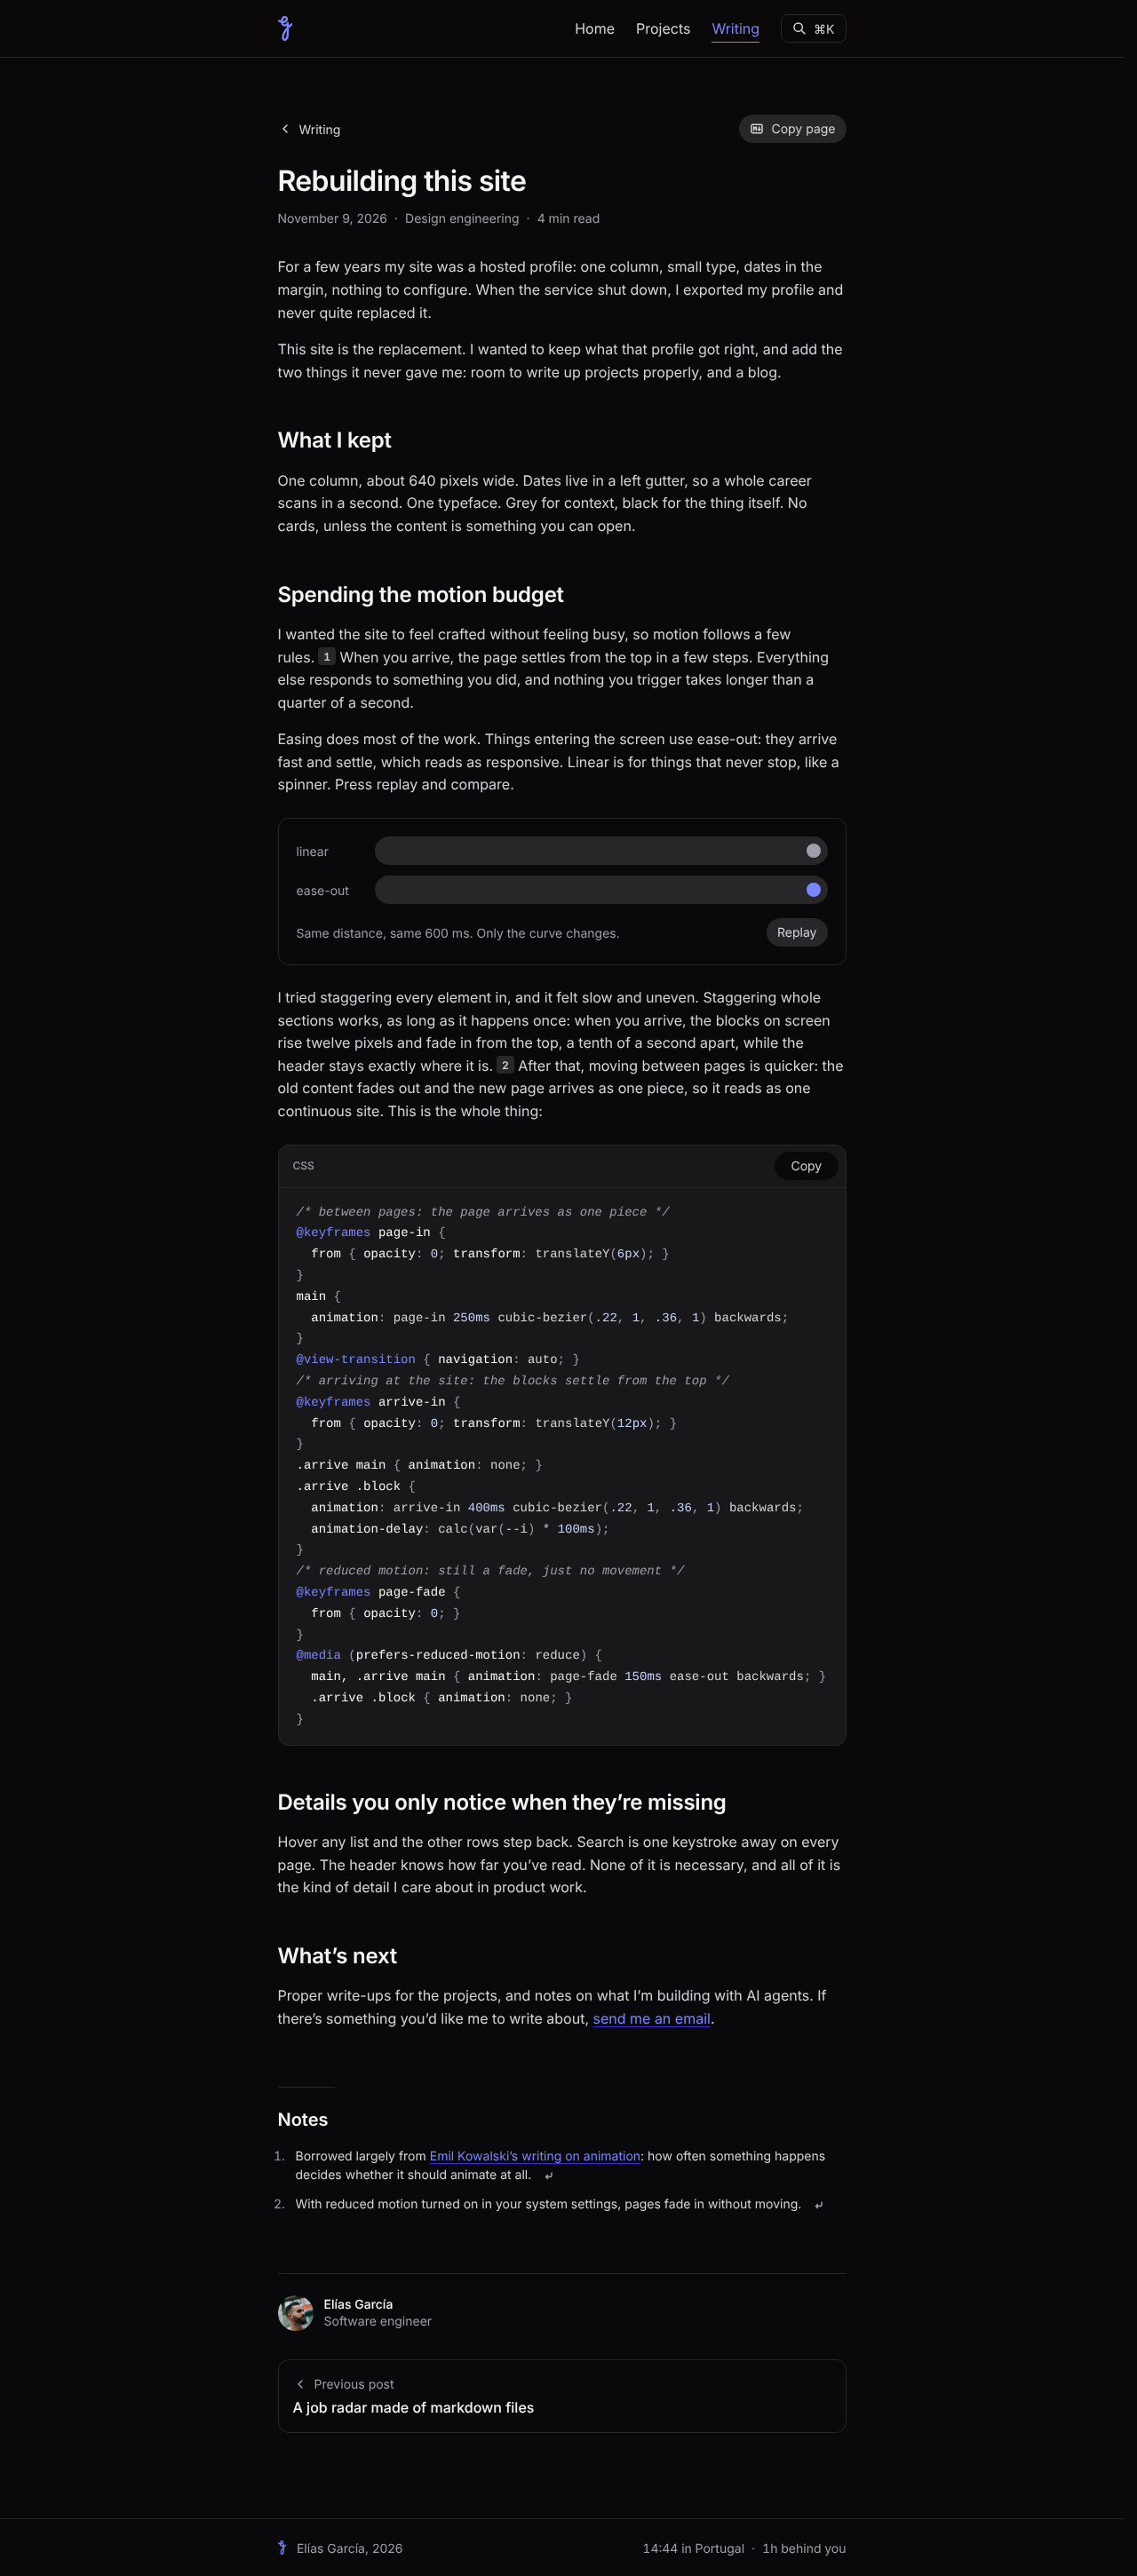 Home Projects Writing ⌘K
Writing Copy page
Rebuilding this site
November 9, 2026 · Design engineering · 4 min read
For a few years my site was a hosted profile: one column, small type, dates in the
margin, nothing to configure. When the service shut down, I exported my profile and
never quite replaced it.
This site is the replacement. I wanted to keep what that profile got right, and add the
two things it never gave me: room to write up projects properly, and a blog.
What I kept
One column, about 640 pixels wide. Dates live in a left gutter, so a whole career
scans in a second. One typeface. Grey for context, black for the thing itself. No
cards, unless the content is something you can open.
Spending the motion budget
I wanted the site to feel crafted without feeling busy, so motion follows a few
rules. 1 When you arrive, the page settles from the top in a few steps. Everything
else responds to something you did, and nothing you trigger takes longer than a
quarter of a second.
Easing does most of the work. Things entering the screen use ease-out: they arrive
fast and settle, which reads as responsive. Linear is for things that never stop, like a
spinner. Press replay and compare.
linear
ease-out
Same distance, same 600 ms. Only the curve changes. Replay
I tried staggering every element in, and it felt slow and uneven. Staggering whole
sections works, as long as it happens once: when you arrive, the blocks on screen
rise twelve pixels and fade in from the top, a tenth of a second apart, while the
header stays exactly where it is. 2 After that, moving between pages is quicker: the
old content fades out and the new page arrives as one piece, so it reads as one
continuous site. This is the whole thing:
CSS Copy
/* between pages: the page arrives as one piece */
@keyframes page-in {
  from { opacity: 0; transform: translateY(6px); }
}
main {
  animation: page-in 250ms cubic-bezier(.22, 1, .36, 1) backwards;
}
@view-transition { navigation: auto; }
/* arriving at the site: the blocks settle from the top */
@keyframes arrive-in {
  from { opacity: 0; transform: translateY(12px); }
}
.arrive main { animation: none; }
.arrive .block {
  animation: arrive-in 400ms cubic-bezier(.22, 1, .36, 1) backwards;
  animation-delay: calc(var(--i) * 100ms);
}
/* reduced motion: still a fade, just no movement */
@keyframes page-fade {
  from { opacity: 0; }
}
@media (prefers-reduced-motion: reduce) {
  main, .arrive main { animation: page-fade 150ms ease-out backwards; }
  .arrive .block { animation: none; }
}
Details you only notice when they’re missing
Hover any list and the other rows step back. Search is one keystroke away on every
page. The header knows how far you’ve read. None of it is necessary, and all of it is
the kind of detail I care about in product work.
What’s next
Proper write-ups for the projects, and notes on what I’m building with AI agents. If
there’s something you’d like me to write about, send me an email.
Notes
1. Borrowed largely from Emil Kowalski’s writing on animation: how often something happens
decides whether it should animate at all. ↵
2. With reduced motion turned on in your system settings, pages fade in without moving. ↵
Elías García
Software engineer
Previous post
A job radar made of markdown files
Elías García, 2026 14:44 in Portugal · 1h behind you